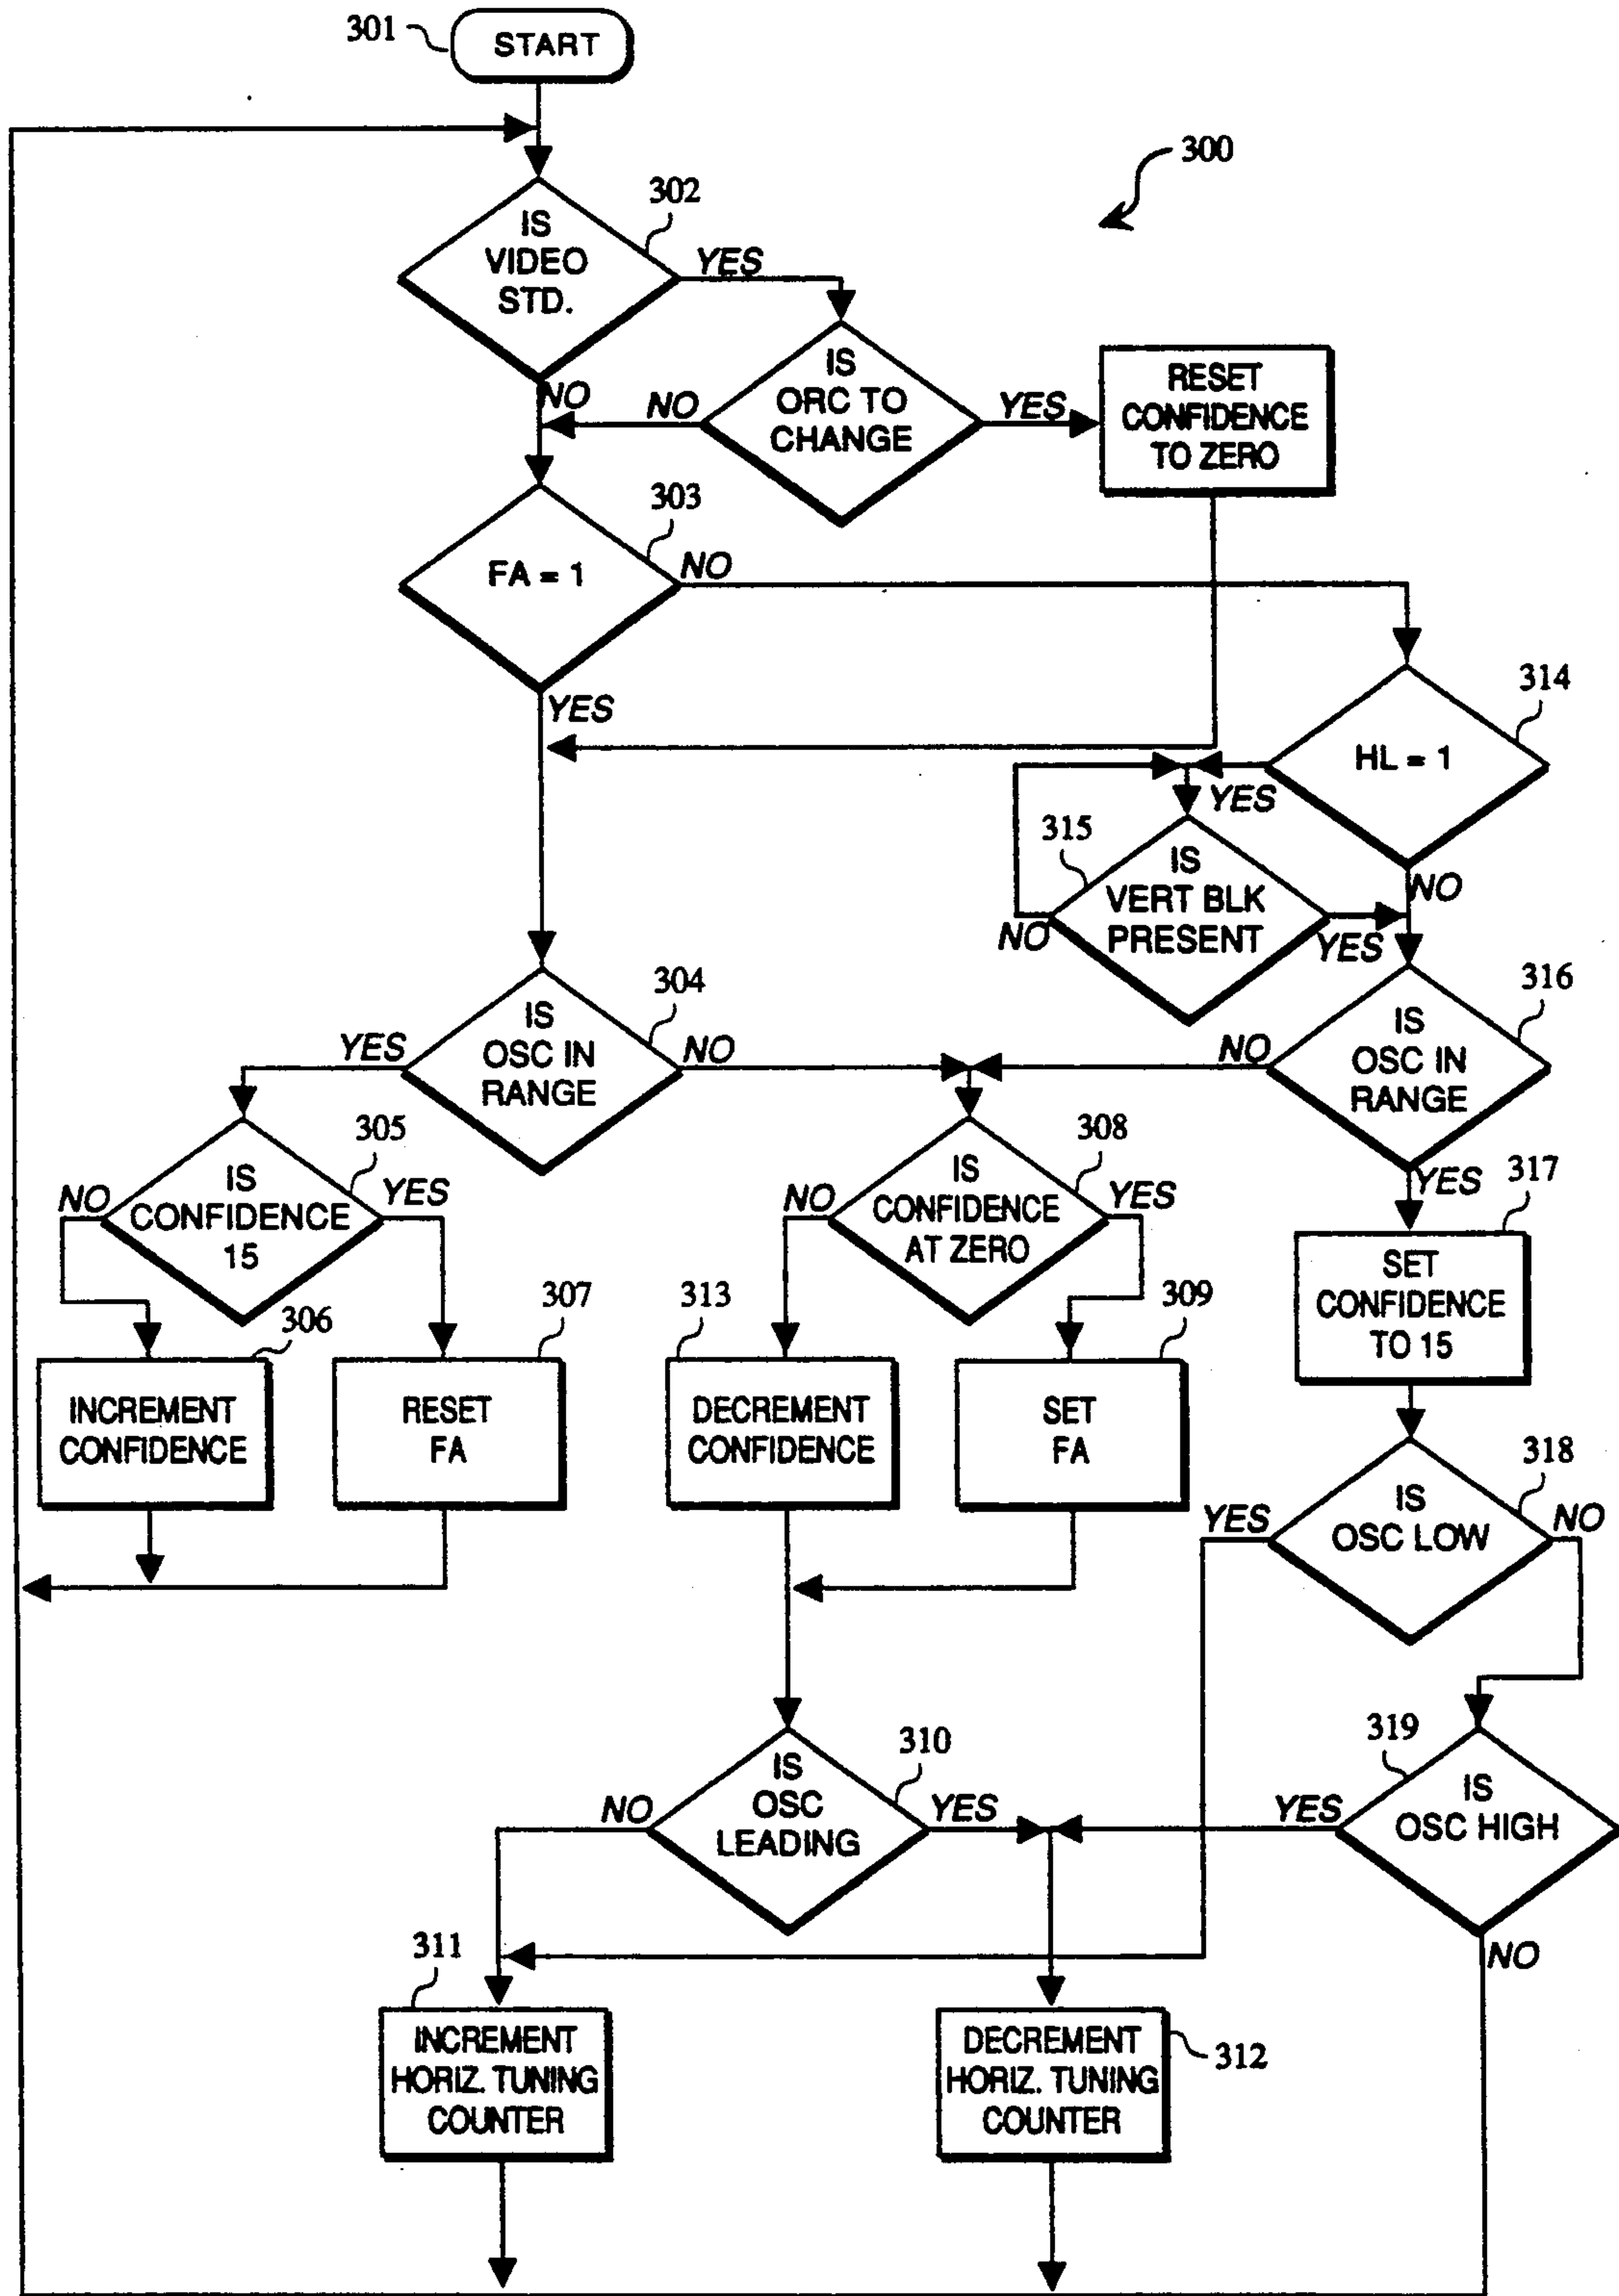 301
START
300
302
IS
VIDEO
STD.
YES
NO
IS
ORC TO
CHANGE
NO
YES
RESET
CONFIDENCE
TO ZERO
303
FA = 1
NO
YES
314
HL = 1
YES
NO
315
IS
VERT BLK
PRESENT
NO
YES
304
IS
OSC IN
RANGE
YES
NO
316
IS
OSC IN
RANGE
NO
YES
305
IS
CONFIDENCE
15
NO
YES
308
IS
CONFIDENCE
AT ZERO
NO
YES
317
SET
CONFIDENCE
TO 15
306
INCREMENT
CONFIDENCE
307
RESET
FA
313
DECREMENT
CONFIDENCE
309
SET
FA
318
IS
OSC LOW
YES
NO
310
IS
OSC
LEADING
NO
YES
319
IS
OSC HIGH
YES
NO
311
INCREMENT
HORIZ. TUNING
COUNTER
DECREMENT
HORIZ. TUNING
COUNTER
312